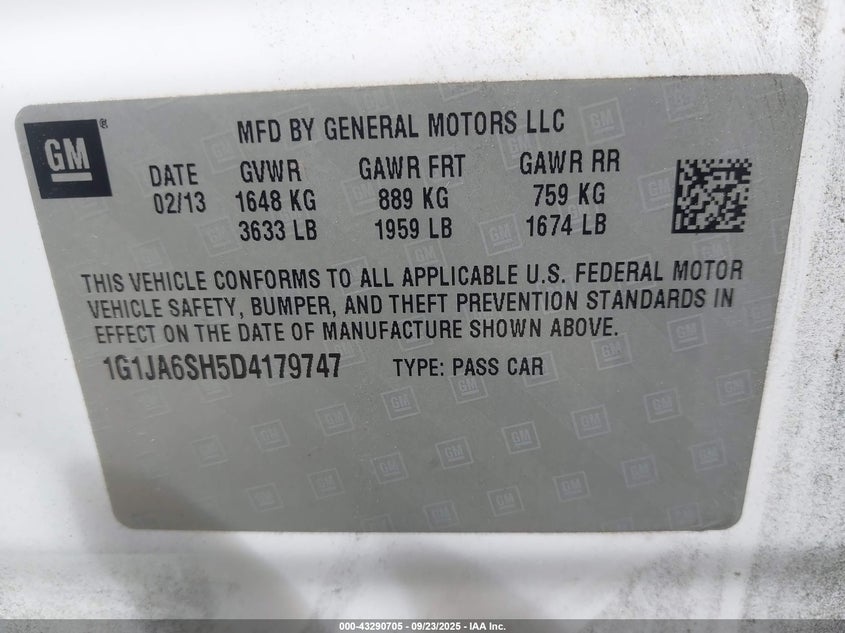 GM®
MFD BY GENERAL MOTORS LLC
DATE GVWR GAWR FRT GAWR RR
02/13 1648 KG 889 KG 759 KG
3633 LB 1959 LB 1674 LB
THIS VEHICLE CONFORMS TO ALL APPLICABLE U.S. FEDERAL MOTOR
VEHICLE SAFETY, BUMPER, AND THEFT PREVENTION STANDARDS IN
EFFECT ON THE DATE OF MANUFACTURE SHOWN ABOVE.
1G1JA6SH5D4179747 TYPE: PASS CAR
000-43290705 - 09/23/2025 - IAA Inc.